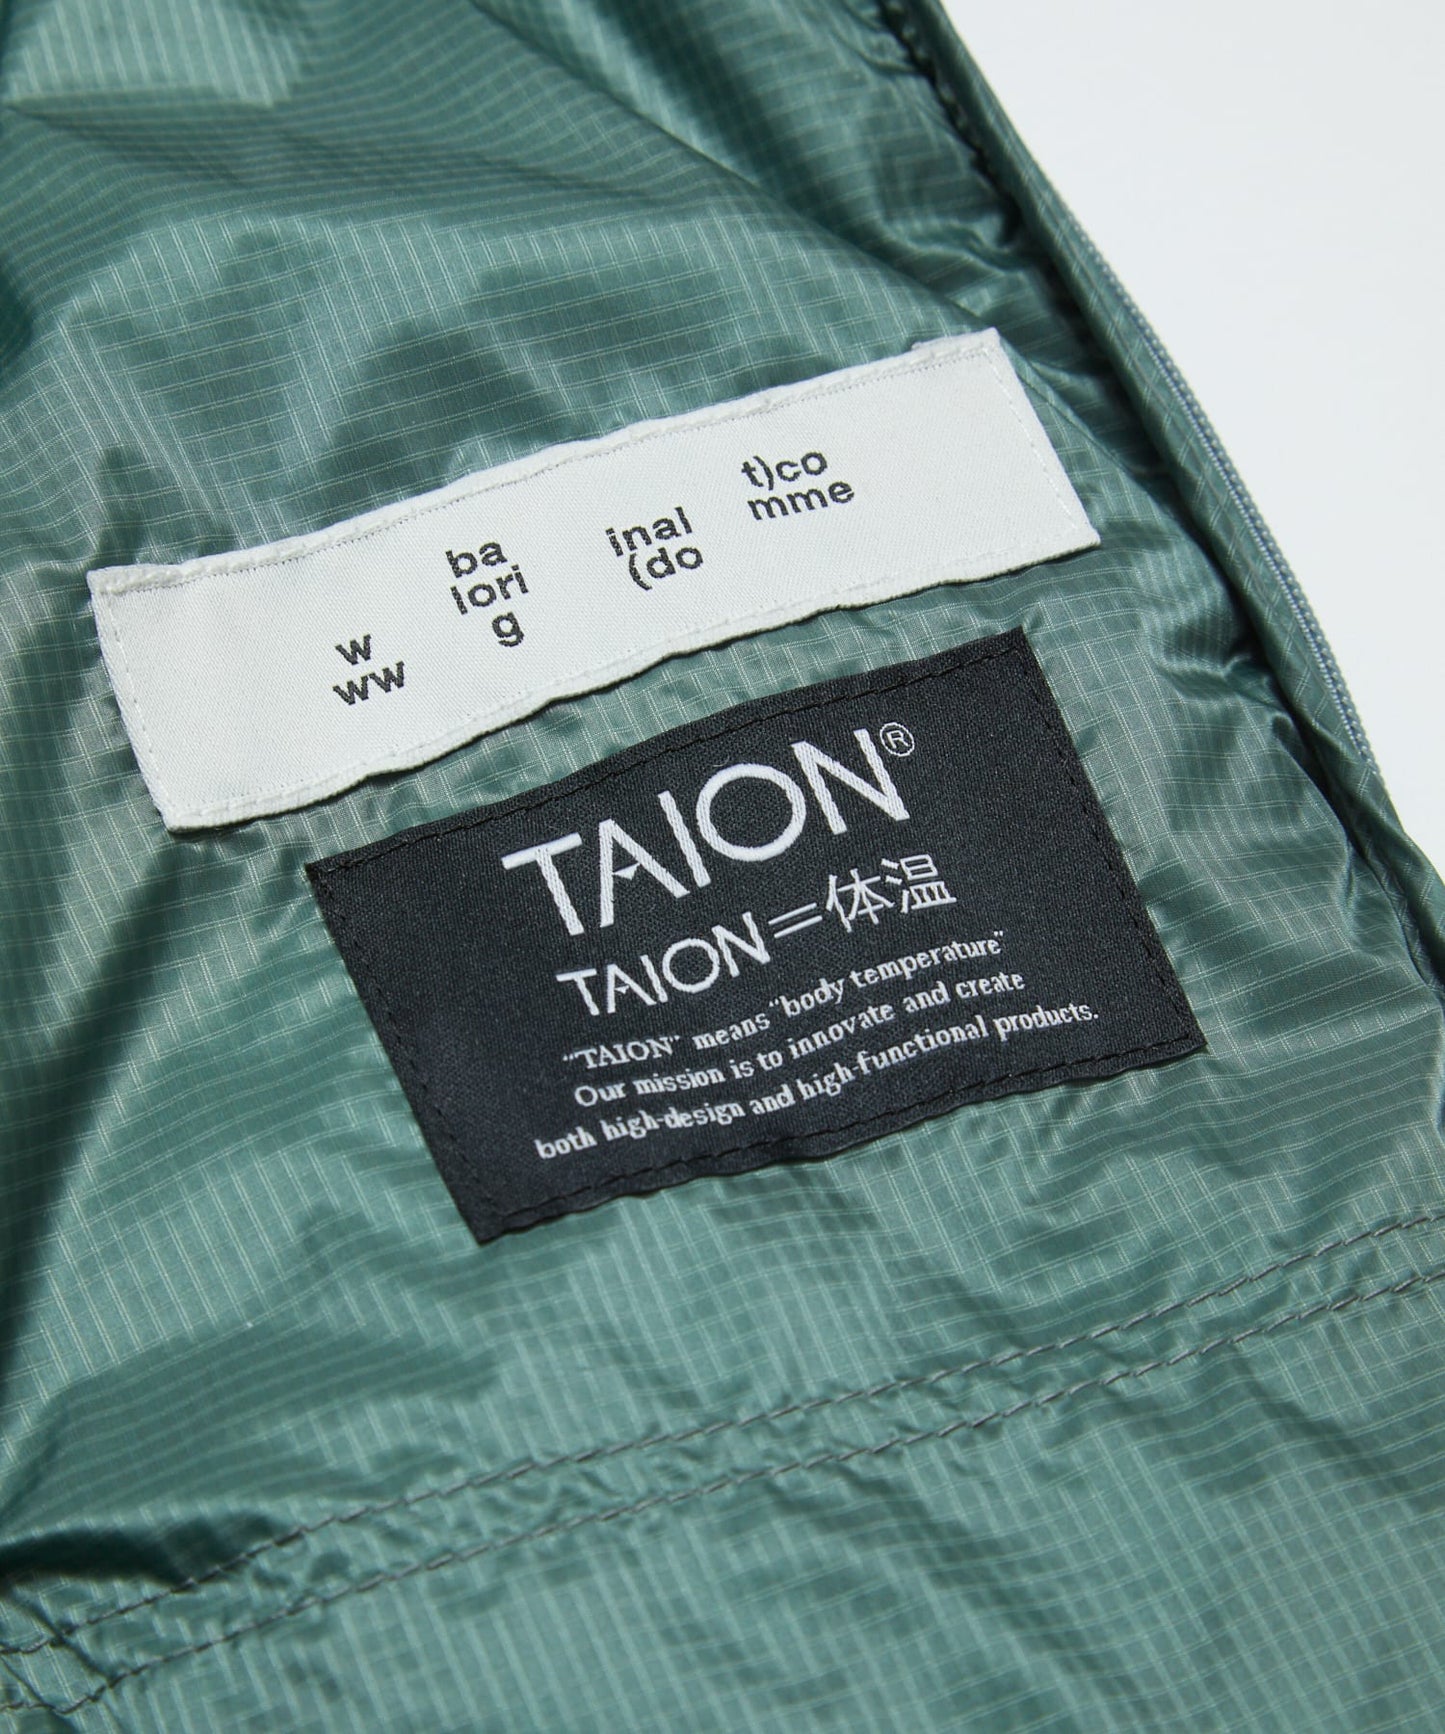 w
ww
ba
lori
g
inal
(do
t)co
mme
TAION®
TAION=体温
"TAION" means "body temperature"
Our mission is to innovate and create
both high-design and high-functional products.